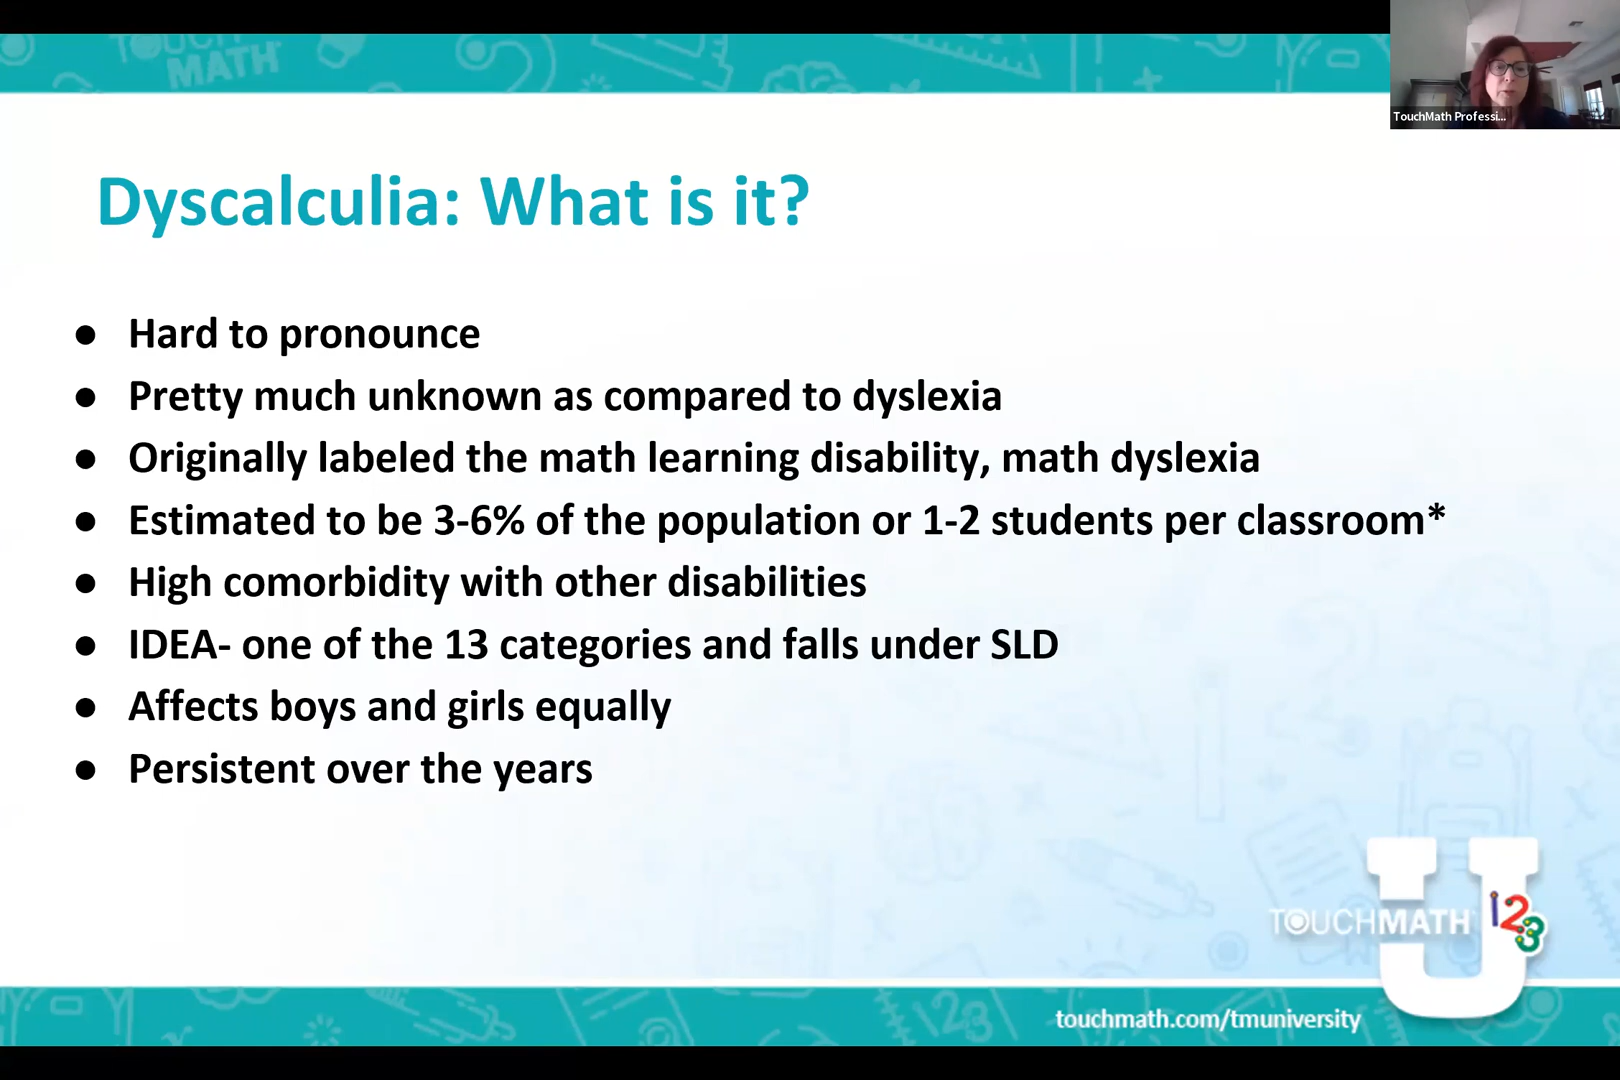 TOUCH
MATH
TouchMath Professi...
Dyscalculia: What is it?
● Hard to pronounce
● Pretty much unknown as compared to dyslexia
● Originally labeled the math learning disability, math dyslexia
● Estimated to be 3-6% of the population or 1-2 students per classroom*
● High comorbidity with other disabilities
● IDEA- one of the 13 categories and falls under SLD
● Affects boys and girls equally
● Persistent over the years
TOUCHMATH 123
123
touchmath.com/tmuniversity